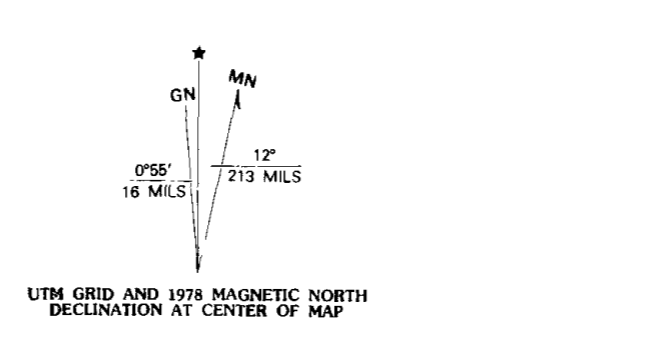 MN
GN
12°
0°55'
213 MILS
16 MILS
UTM GRID AND 1978 MAGNETIC NORTH
DECLINATION AT CENTER OF MAP